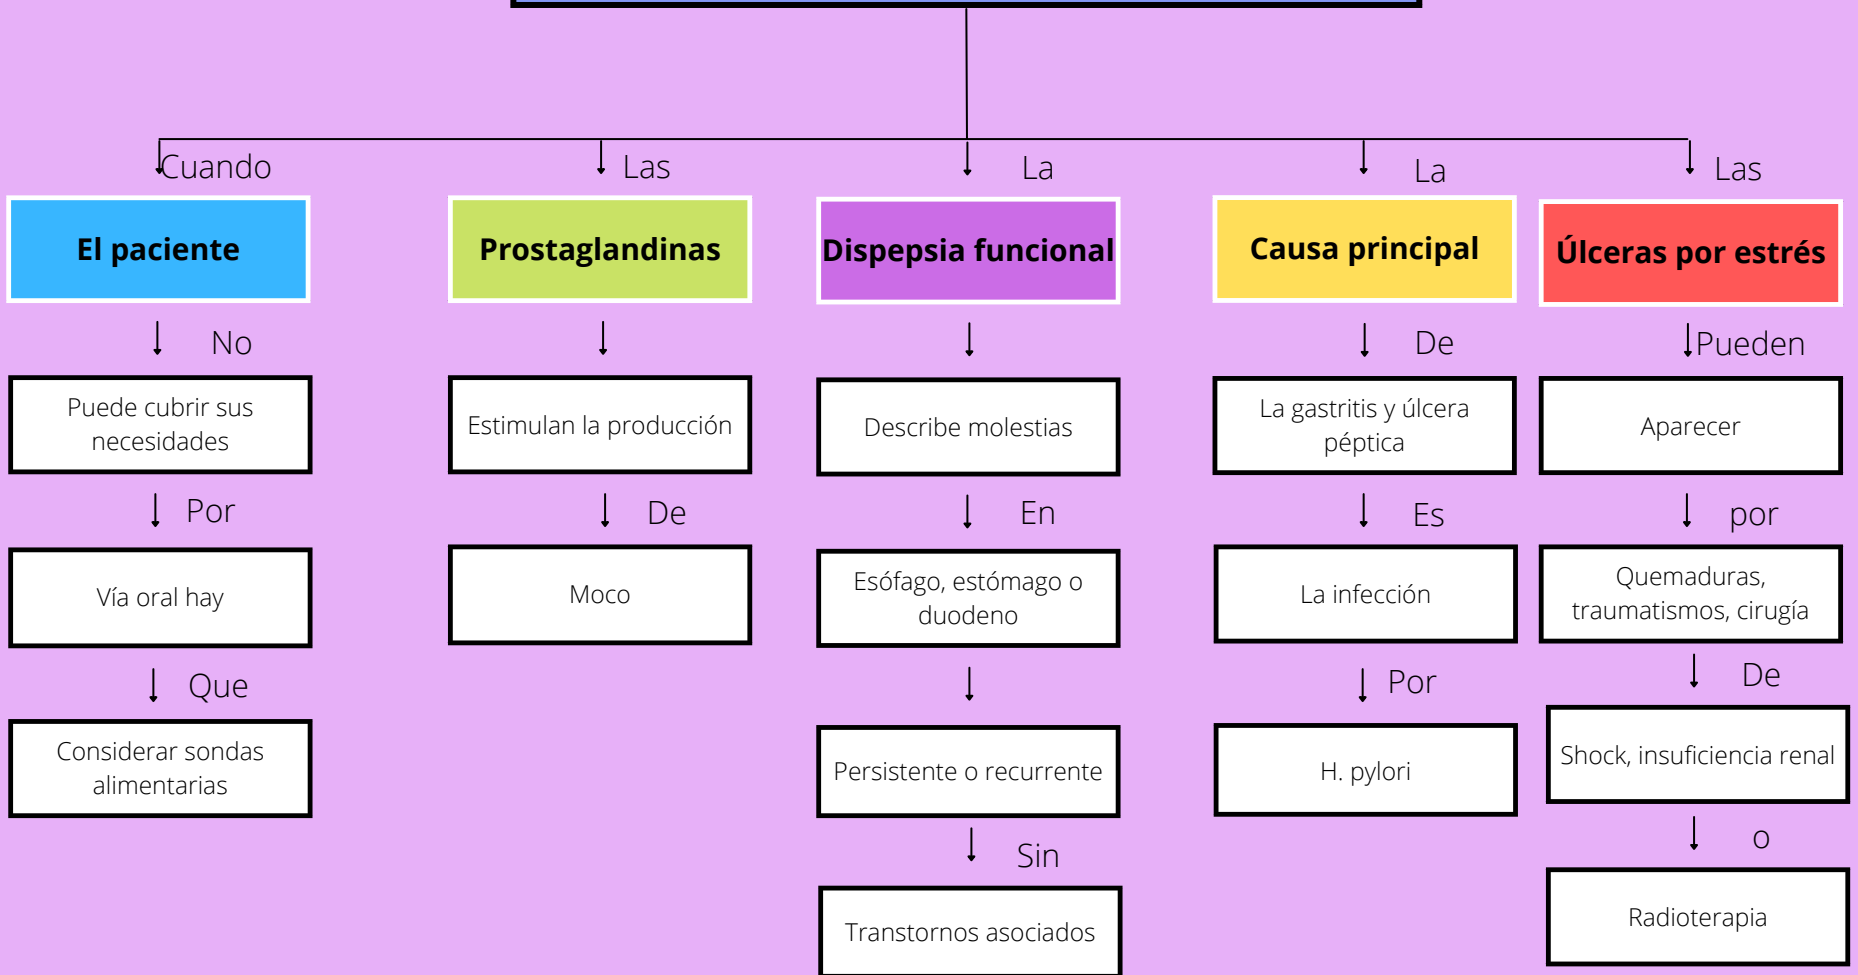 Cuando
El paciente
No
Puede cubrir sus
necesidades
Por
Vía oral hay
Que
Considerar sondas
alimentarias
Las
Prostaglandinas
Estimulan la producción
De
Moco
La
Dispepsia funcional
Describe molestias
En
Esófago, estómago o
duodeno
Persistente o recurrente
Sin
Transtornos asociados
La
Causa principal
De
La gastritis y úlcera
péptica
Es
La infección
Por
H. pylori
Las
Úlceras por estrés
Pueden
Aparecer
por
Quemaduras,
traumatismos, cirugía
De
Shock, insuficiencia renal
o
Radioterapia